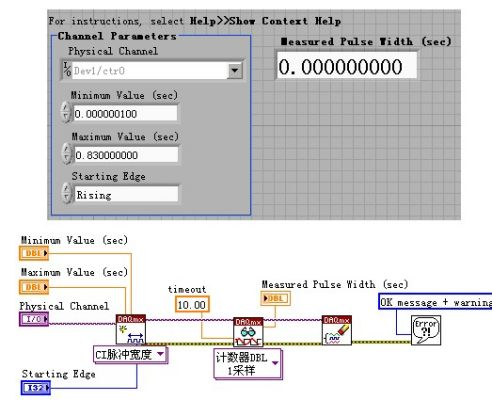 For instructions, select Help>>Show Context Help
Channel Parameters
Measured Pulse Width (sec)
Physical Channel
I/O Dev1/ctr0
0.000000000
Minimum Value (sec)
0.000000100
Maximum Value (sec)
0.830000000
Starting Edge
Rising
Minimum Value (sec)
DBL
Maximum Value (sec)
DBL
timeout
10.00
Measured Pulse Width (sec)
DBL
Physical Channel
I/O
OK message + warning
DAQmx
DAQmx
DAQmx
Error
?!
CI脉冲宽度
计数器DBL
1采样
Starting Edge
I32